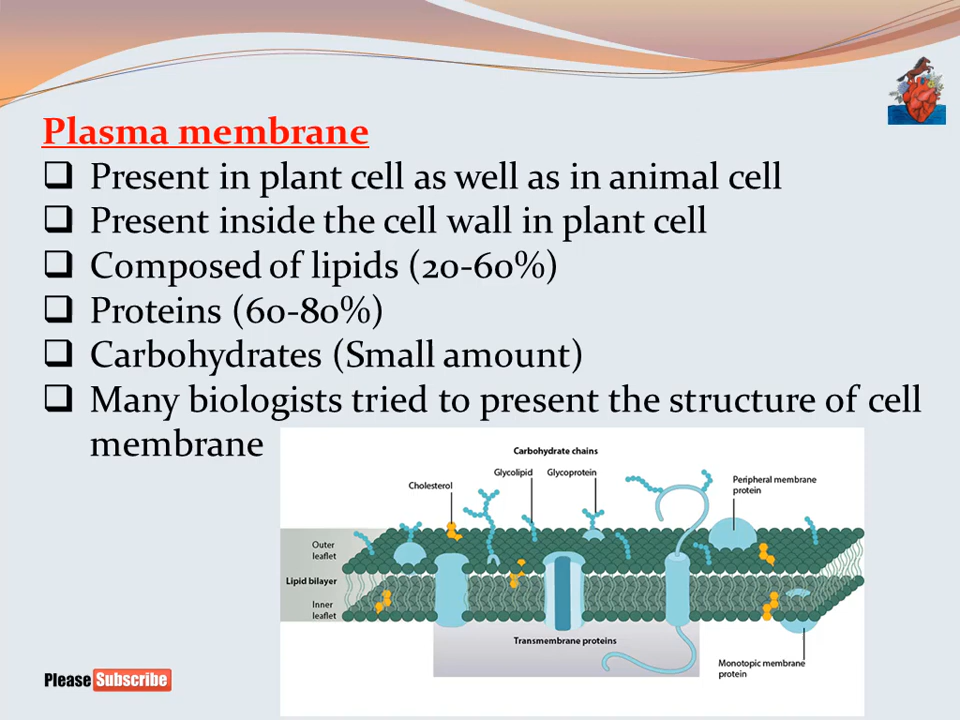 Plasma membrane
❑ Present in plant cell as well as in animal cell
❑ Present inside the cell wall in plant cell
❑ Composed of lipids (20-60%)
❑ Proteins (60-80%)
❑ Carbohydrates (Small amount)
❑ Many biologists tried to present the structure of cell
membrane
Carbohydrate chains
Glycolipid Glycoprotein
Cholesterol
Peripheral membrane
protein
Outer
leaflet
Lipid bilayer
Inner
leaflet
Transmembrane proteins
Monotopic membrane
protein
Please Subscribe